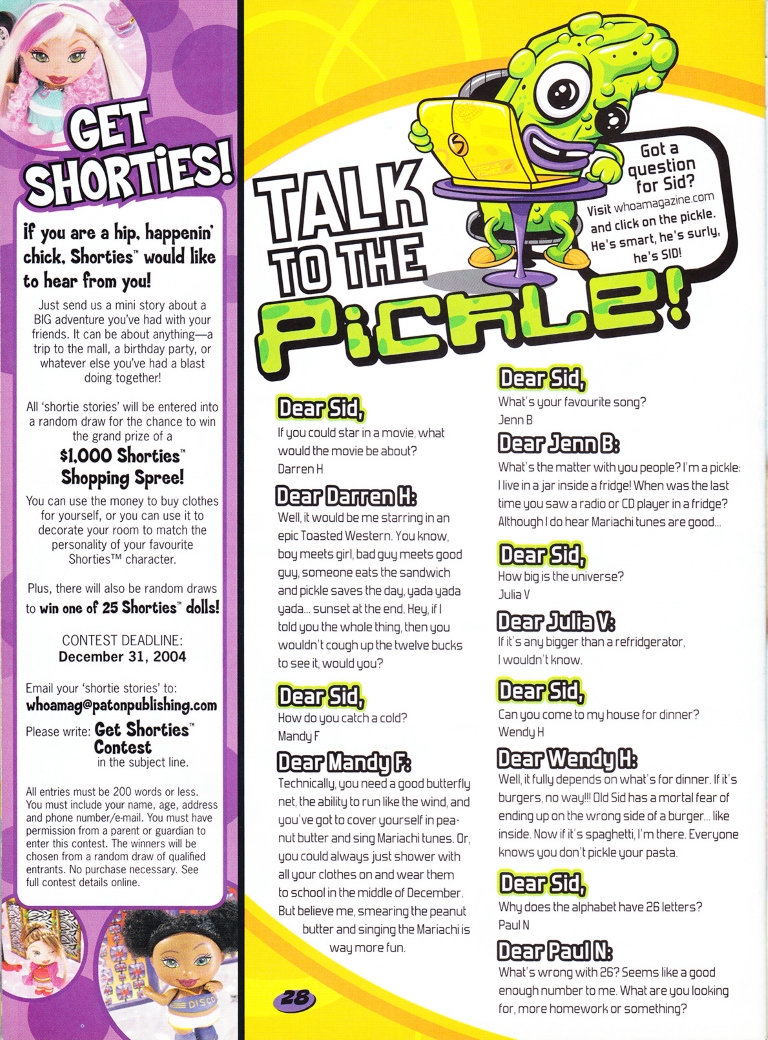 GET
SHORTiES!
if you are a hip, happenin'
chick, Shorties™ would like
to hear from you!
Just send us a mini story about a
BIG adventure you've had with your
friends. It can be about anything—a
trip to the mall, a birthday party, or
whatever else you've had a blast
doing together!
All 'shortie stories' will be entered into
a random draw for the chance to win
the grand prize of a
$1,000 Shorties™
Shopping Spree!
You can use the money to buy clothes
for yourself, or you can use it to
decorate your room to match the
personality of your favourite
Shorties™ character.
Plus, there will also be random draws
to win one of 25 Shorties™ dolls!
CONTEST DEADLINE:
December 31, 2004
Email your 'shortie stories' to:
whoamag@patonpublishing.com
Please write: Get Shorties™
Contest
in the subject line.
All entries must be 200 words or less.
You must include your name, age, address
and phone number/e-mail. You must have
permission from a parent or guardian to
enter this contest. The winners will be
chosen from a random draw of qualified
entrants. No purchase necessary. See
full contest details online.
DISCO
TALK
TO THE
PiCKLE!
S
Got a
question
for Sid?
Visit whoamagazine.com
and click on the pickle.
He's smart, he's surly,
he's SID!
Dear Sid,
If you could star in a movie, what
would the movie be about?
Darren H
Dear Darren H:
Well, it would be me starring in an
epic Toasted Western. You know,
boy meets girl, bad guy meets good
guy, someone eats the sandwich
and pickle saves the day, yada yada
yada... sunset at the end. Hey, if I
told you the whole thing, then you
wouldn't cough up the twelve bucks
to see it, would you?
Dear Sid,
How do you catch a cold?
Mandy F
Dear Mandy F:
Technically, you need a good butterfly
net, the ability to run like the wind, and
you've got to cover yourself in pea-
nut butter and sing Mariachi tunes. Or,
you could always just shower with
all your clothes on and wear them
to school in the middle of December.
But believe me, smearing the peanut
butter and singing the Mariachi is
way more fun.
28
Dear Sid,
What's your favourite song?
Jenn B
Dear Jenn B:
What's the matter with you people? I'm a pickle:
I live in a jar inside a fridge! When was the last
time you saw a radio or CD player in a fridge?
Although I do hear Mariachi tunes are good...
Dear Sid,
How big is the universe?
Julia V
Dear Julia V:
If it's any bigger than a refridgerator,
I wouldn't know.
Dear Sid,
Can you come to my house for dinner?
Wendy H
Dear Wendy H:
Well, it fully depends on what's for dinner. If it's
burgers, no way!!! Old Sid has a mortal fear of
ending up on the wrong side of a burger... like
inside. Now if it's spaghetti, I'm there. Everyone
knows you don't pickle your pasta.
Dear Sid,
Why does the alphabet have 26 letters?
Paul N
Dear Paul N:
What's wrong with 26? Seems like a good
enough number to me. What are you looking
for, more homework or something?